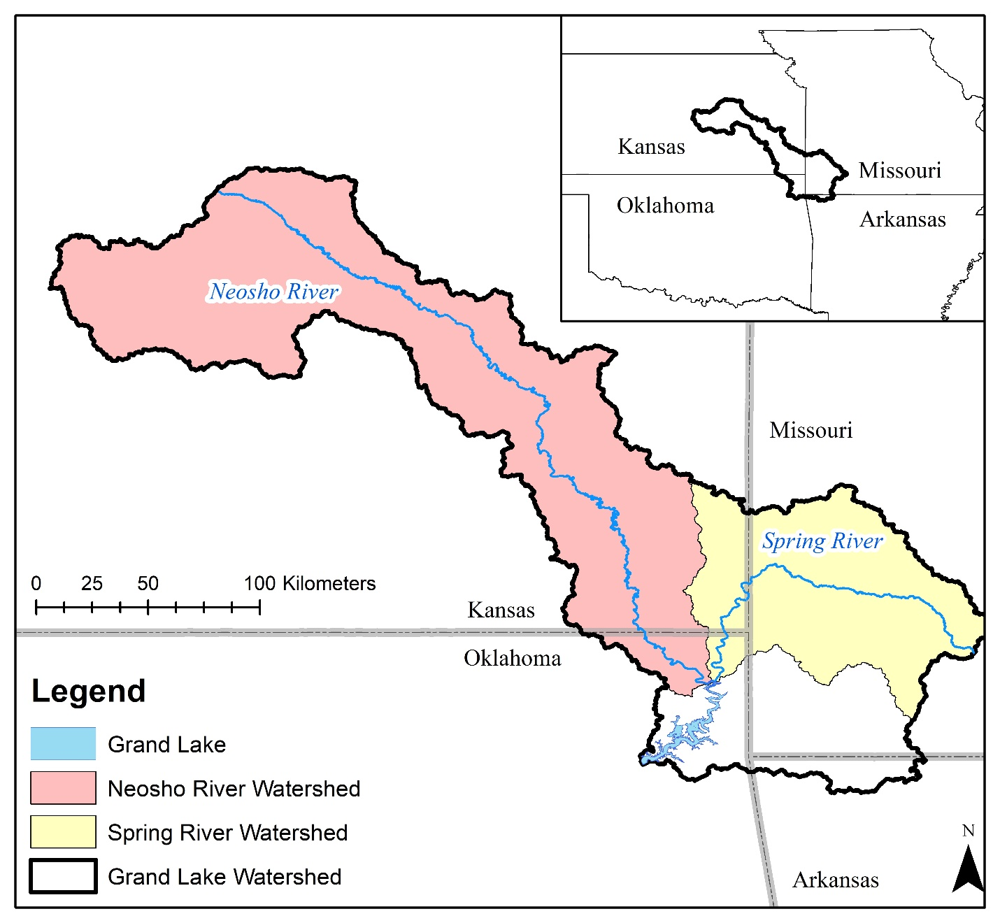 Kansas
Missouri
Oklahoma
Arkansas
Neosho River
Missouri
Spring River
0 25 50 100 Kilometers
Kansas
Oklahoma
Legend
Grand Lake
Neosho River Watershed
Spring River Watershed
Grand Lake Watershed
N
Arkansas